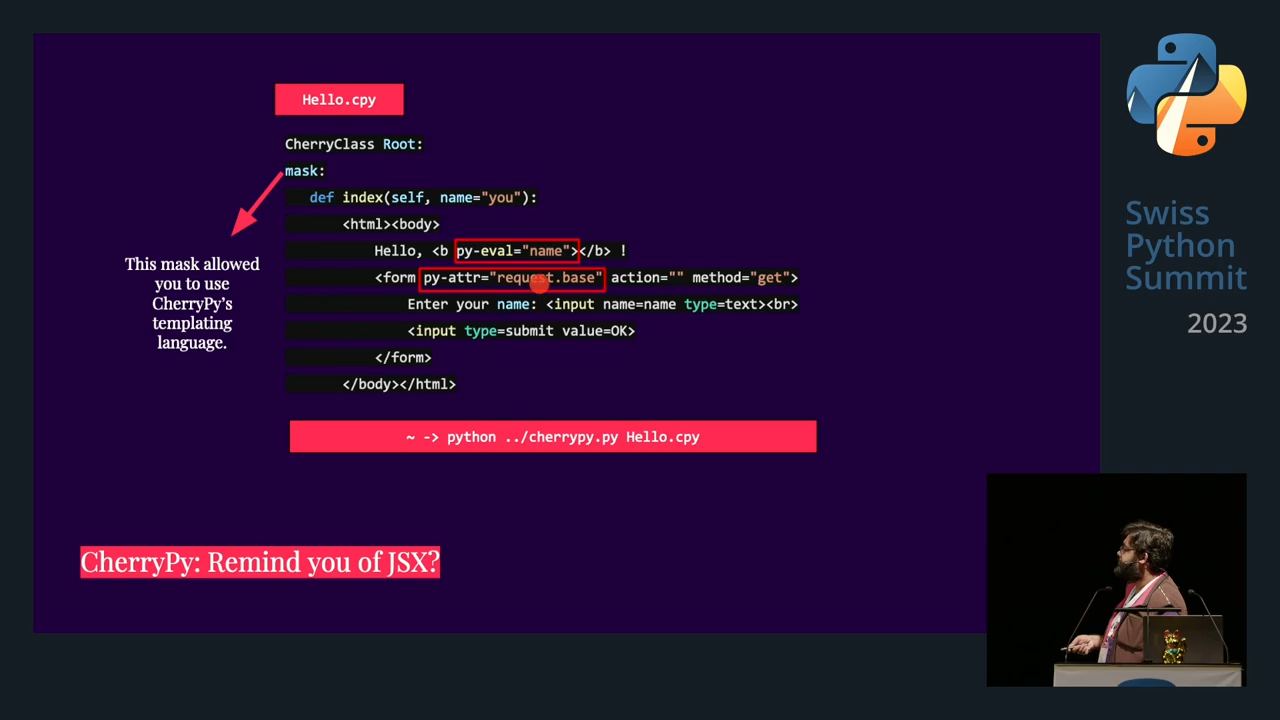 Hello.cpy
CherryClass Root:
mask:
def index(self, name="you"):
<html><body>
Hello, <b py-eval="name"></b> !
<form py-attr="request.base" action="" method="get">
Enter your name: <input name=name type=text><br>
<input type=submit value=OK>
</form>
</body></html>
This mask allowed
you to use
CherryPy's
templating
language.
~ -> python ../cherrypy.py Hello.cpy
CherryPy: Remind you of JSX?
Swiss
Python
Summit
2023